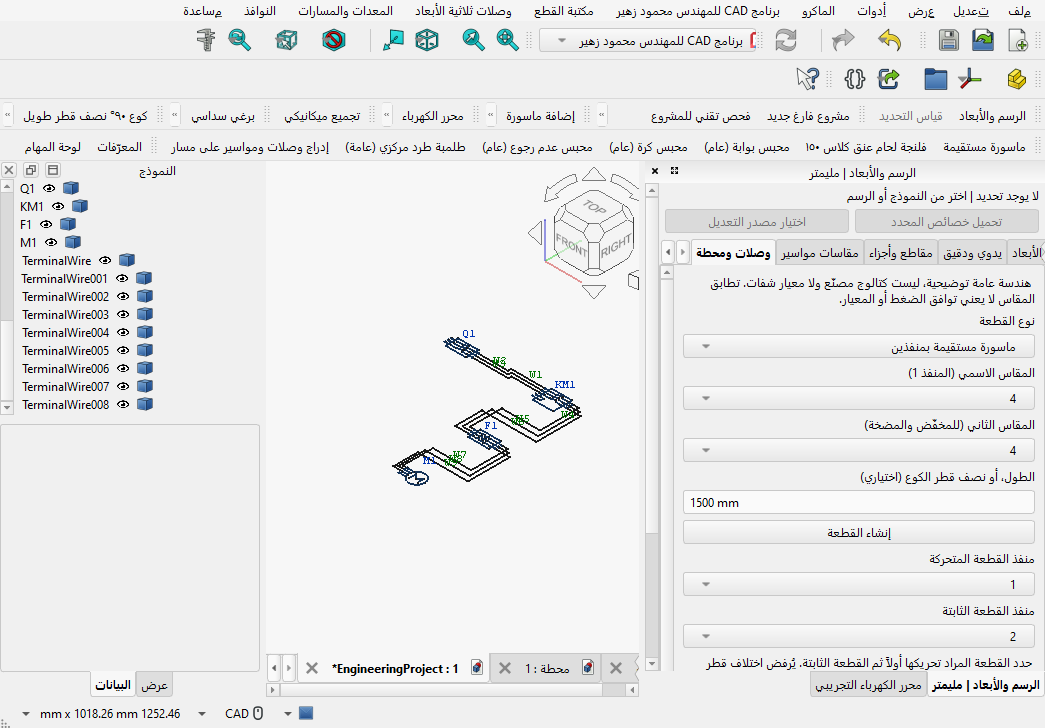 ملف تعديل عرض أدوات الماكرو برنامج CAD للمهندس محمود زهير مكتبة القطع وصلات ثلاثية الأبعاد المعدات والمسارات النوافذ مساعدة
برنامج CAD للمهندس محمود زهير
الرسم والأبعاد قياس التحديد مشروع فارغ جديد فحص تقني للمشروع » إضافة ماسورة » محرر الكهرباء » تجميع ميكانيكي برغي سداسي » كوع ٩٠° نصف قطر طويل »
ماسورة مستقيمة فلنجة لحام عنق كلاس ١٥٠ محبس بوابة (عام) محبس كرة (عام) محبس عدم رجوع (عام) طلمبة طرد مركزي (عامة) إدراج وصلات ومواسير على مسار المعرّفات لوحة المهام
الرسم والأبعاد | مليمتر
لا يوجد تحديد | اختر من النموذج أو الرسم
تحميل خصائص المحدد
اختيار مصدر التعديل
الأبعاد يدوي ودقيق مقاطع وأجزاء مقاسات مواسير وصلات ومحطة
هندسة عامة توضيحية، ليست كتالوج مصنّع ولا معيار شفات. تطابق
المقاس لا يعني توافق الضغط أو المعيار.
نوع القطعة
ماسورة مستقيمة بمنفذين
المقاس الاسمي (المنفذ 1)
4
المقاس الثاني (للمخفّض والمضخة)
4
الطول، أو نصف قطر الكوع (اختياري)
1500 mm
إنشاء القطعة
منفذ القطعة المتحركة
1
منفذ القطعة الثابتة
2
حدد القطعة المراد تحريكها أولاً ثم القطعة الثابتة. يُرفض اختلاف قطر
الرسم والأبعاد | مليمتر محرر الكهرباء التجريبي
TOP
FRONT
RIGHT
Q1
W1
KM1
F1
W7
M
محطة : 1
EngineeringProject : 1*
النموذج
Q1
KM1
F1
M1
TerminalWire
TerminalWire001
TerminalWire002
TerminalWire003
TerminalWire004
TerminalWire005
TerminalWire006
TerminalWire007
TerminalWire008
عرض البيانات
CAD
1252.46 mm x 1018.26 mm